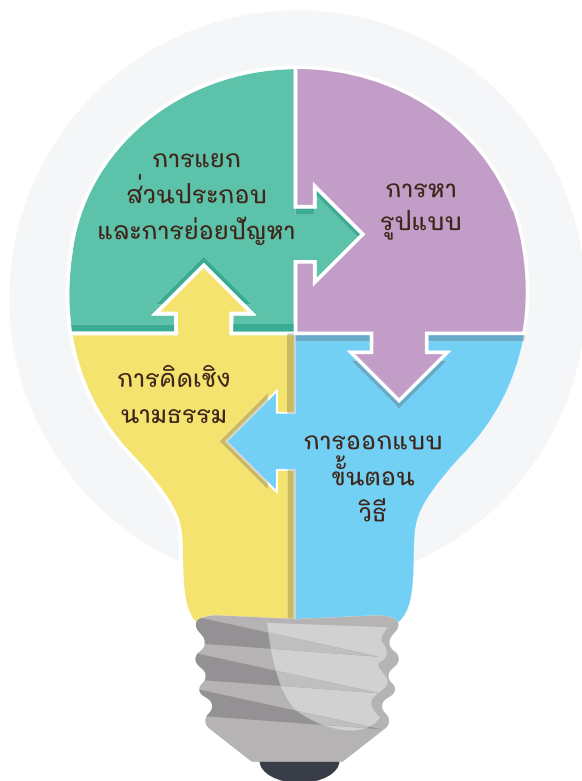 การแยก
ส่วนประกอบ
และการย่อยปัญหา
การหา
รูปแบบ
การคิดเชิง
นามธรรม
การออกแบบ
ขั้นตอน
วิธี